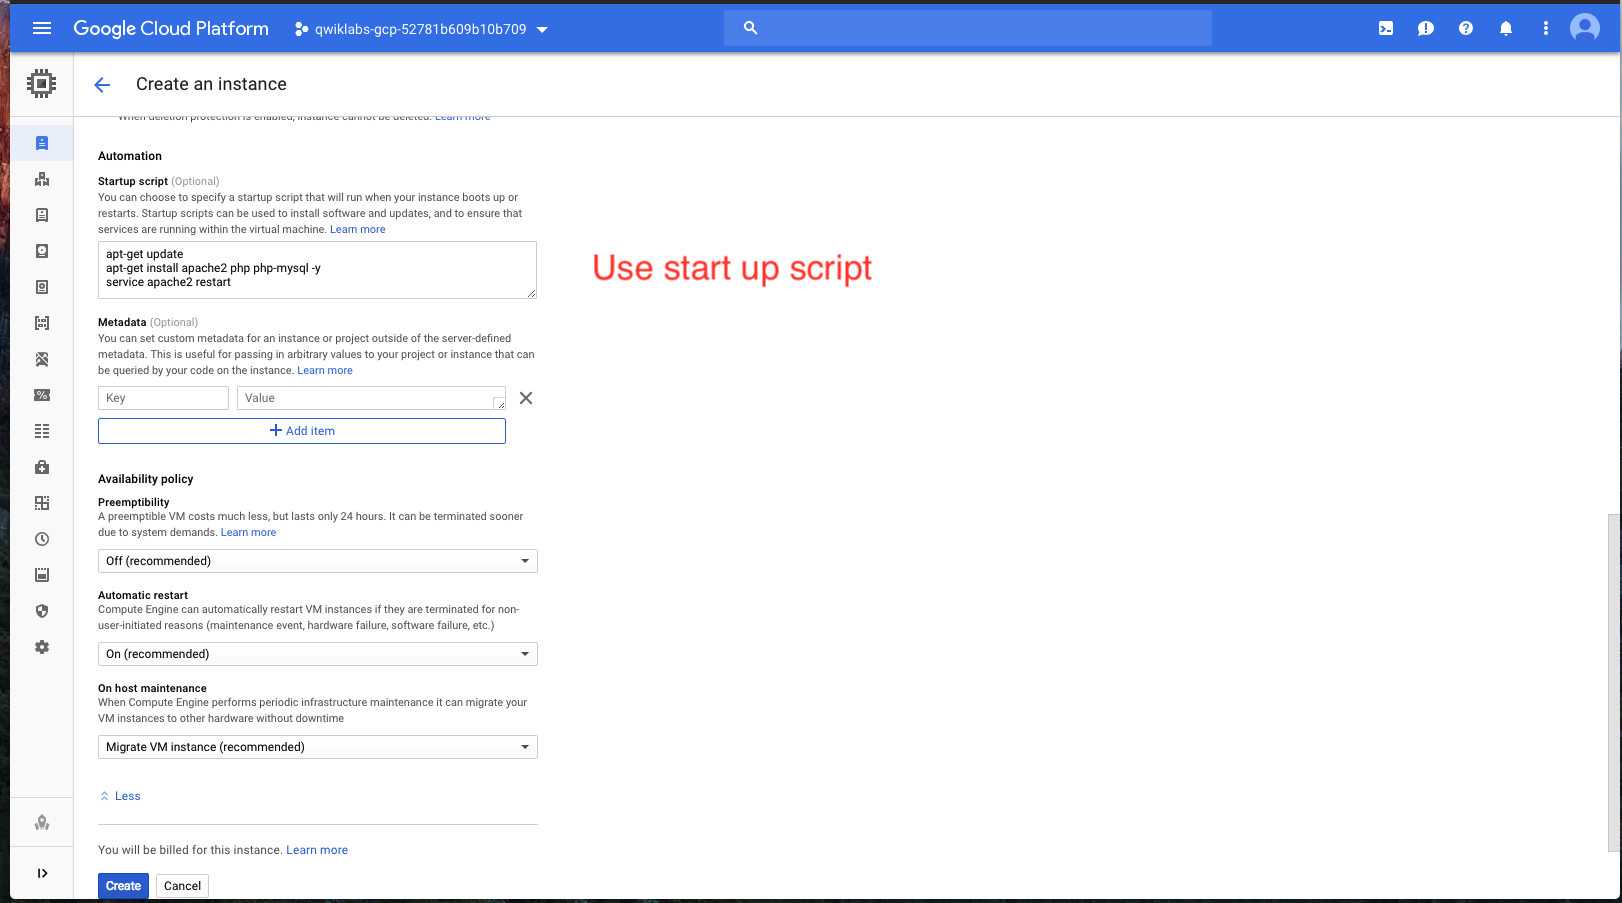 Google Cloud Platform
qwiklabs-gcp-52781b609b10b709
Create an instance
When deletion protection is enabled, instance cannot be deleted. Learn more
Automation
Startup script (Optional)
You can choose to specify a startup script that will run when your instance boots up or
restarts. Startup scripts can be used to install software and updates, and to ensure that
services are running within the virtual machine. Learn more
apt-get update
apt-get install apache2 php php-mysql -y
service apache2 restart
Use start up script
Metadata (Optional)
You can set custom metadata for an instance or project outside of the server-defined
metadata. This is useful for passing in arbitrary values to your project or instance that can
be queried by your code on the instance. Learn more
Key
Value
Add item
Availability policy
Preemptibility
A preemptible VM costs much less, but lasts only 24 hours. It can be terminated sooner
due to system demands. Learn more
Off (recommended)
Automatic restart
Compute Engine can automatically restart VM instances if they are terminated for non-
user-initiated reasons (maintenance event, hardware failure, software failure, etc.)
On (recommended)
On host maintenance
When Compute Engine performs periodic infrastructure maintenance it can migrate your
VM instances to other hardware without downtime
Migrate VM instance (recommended)
Less
You will be billed for this instance. Learn more
Create
Cancel